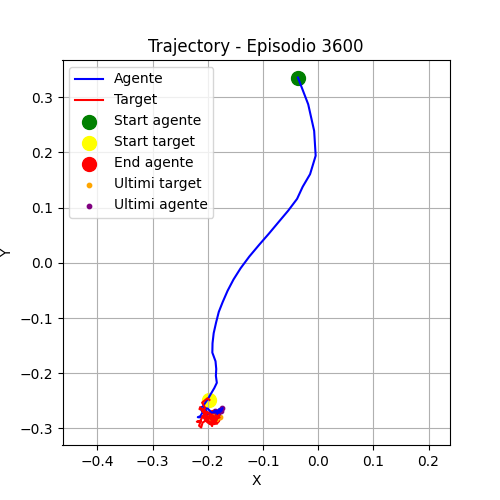 Trajectory - Episodio 3600
Agente
Target
Start agente
Start target
End agente
Ultimi target
Ultimi agente
0.3
0.2
0.1
0.0
−0.1
−0.2
−0.3
Y
−0.4
−0.3
−0.2
−0.1
0.0
0.1
0.2
X